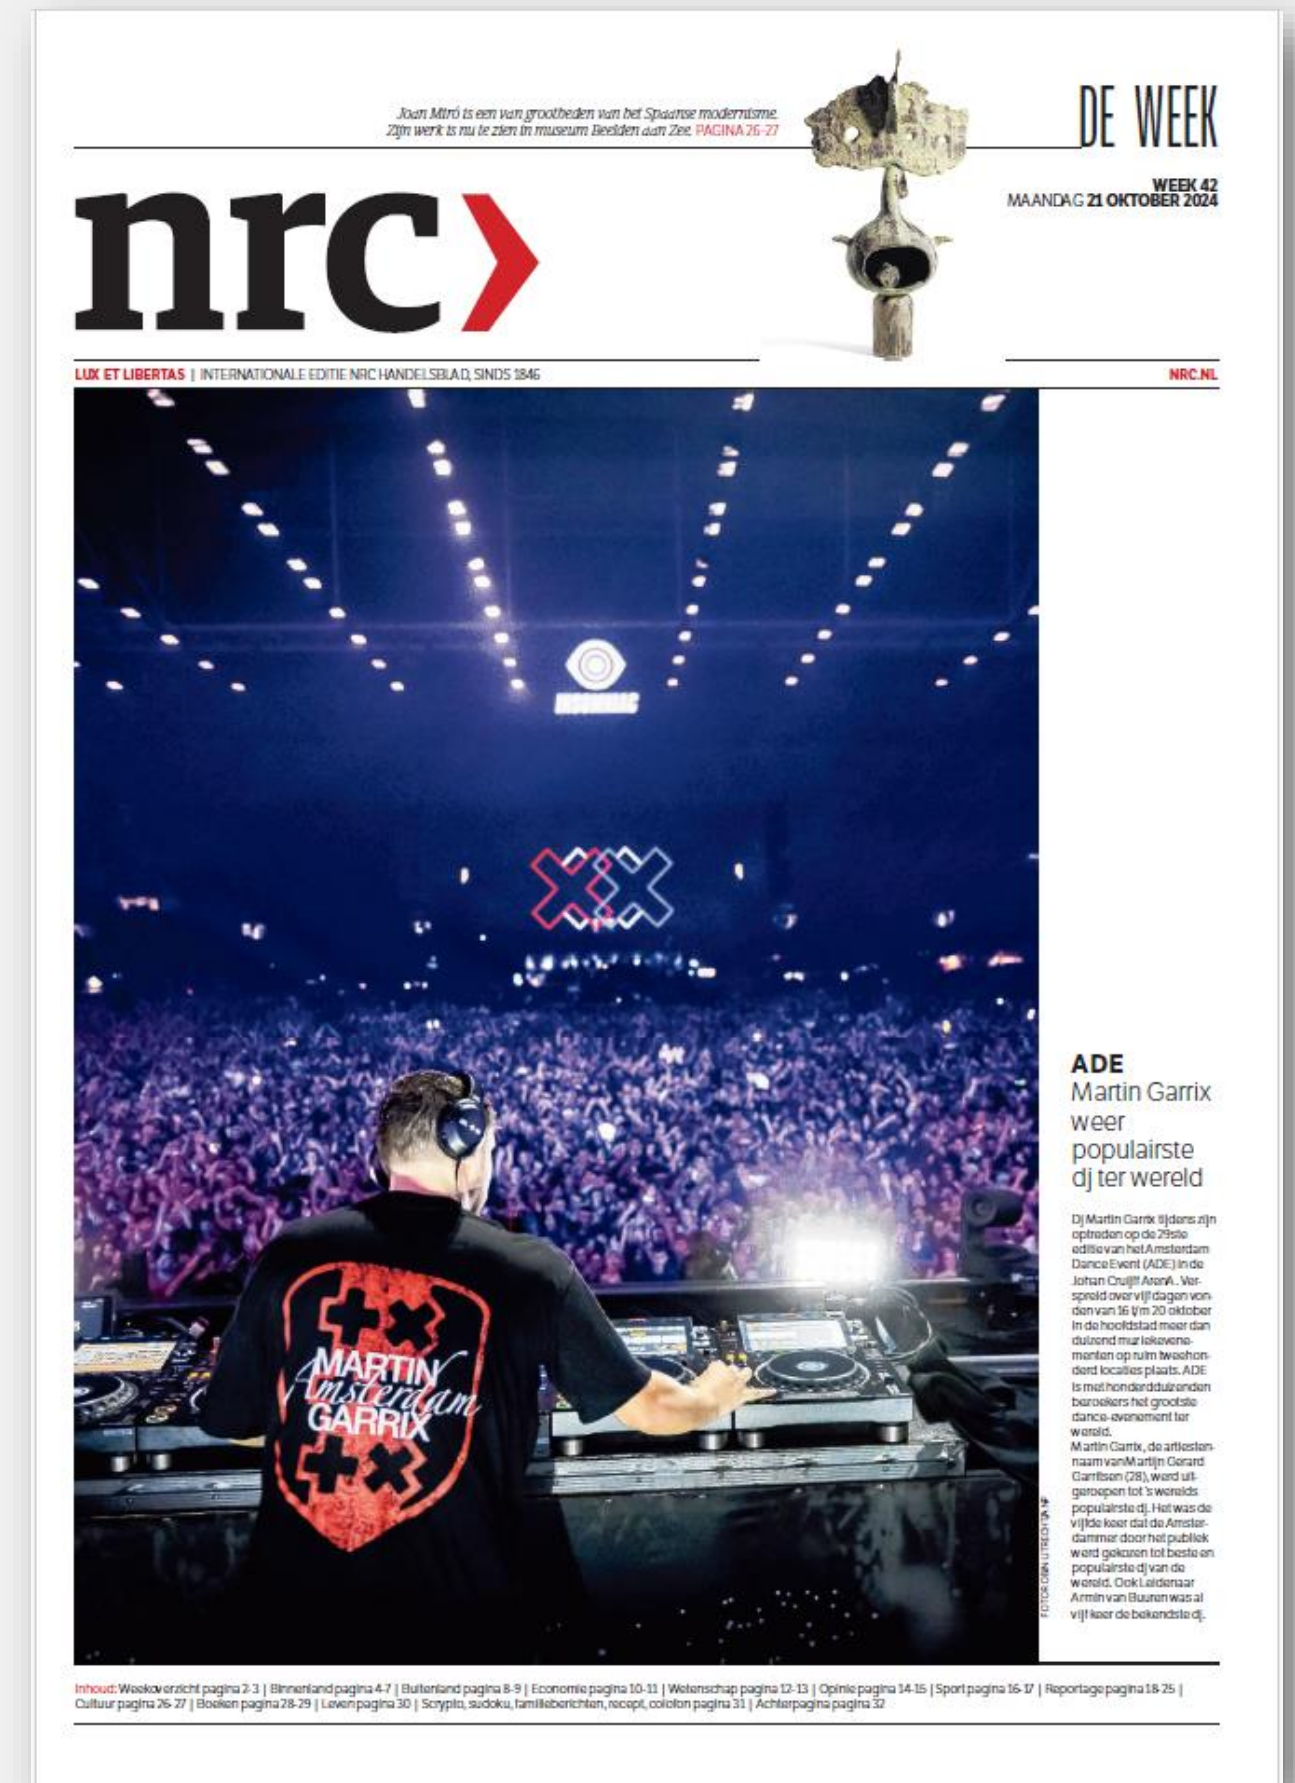 Joan Miró is een van grootheden van het Spaanse modernisme.
Zijn werk is nu te zien in museum Beelden aan Zee. PAGINA 26-27
DE WEEK
WEEK 42
MAANDAG 21 OKTOBER 2024
nrc>
LUX ET LIBERTAS | INTERNATIONALE EDITIE NRC HANDELSBLAD, SINDS 1846
NRC.NL
INSOMNIAC
MARTIN
Amsterdam
GARRIX
ADE
Martin Garrix
weer
populairste
dj ter wereld
Dj Martin Garrix tijdens zijn
optreden op de 29ste
editie van het Amsterdam
Dance Event (ADE) in de
Johan Cruijff ArenA. Ver-
spreid over vijf dagen von-
den van 16 t/m 20 oktober
in de hoofdstad meer dan
duizend muziekevene-
menten op ruim tweehon-
derd locaties plaats. ADE
is met honderdduizenden
bezoekers het grootste
dance-evenement ter
wereld.
Martin Garrix, de artiesten-
naam van Martijn Gerard
Garritsen (28), werd uit-
geroepen tot 's werelds
populairste dj. Het was de
vijfde keer dat de Amster-
dammer door het publiek
werd gekozen tot beste en
populairste dj van de
wereld. Ook Leidenaar
Armin van Buuren was al
vijf keer de bekendste dj.
FOTO ROBIN UTRECHT/ANP
Inhoud: Weekoverzicht pagina 2-3 | Binnenland pagina 4-7 | Buitenland pagina 8-9 | Economie pagina 10-11 | Wetenschap pagina 12-13 | Opinie pagina 14-15 | Sport pagina 16-17 | Reportage pagina 18-25 |
Cultuur pagina 26-27 | Boeken pagina 28-29 | Leven pagina 30 | Scrypto, sudoku, familieberichten, recept, colofon pagina 31 | Achterpagina pagina 32